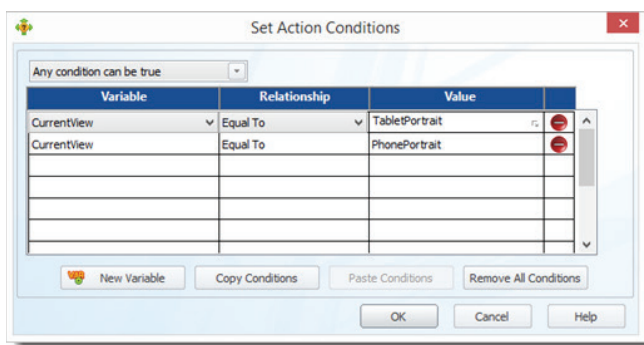 Set Action Conditions
Any condition can be true
Variable Relationship Value
CurrentView Equal To TabletPortrait
CurrentView Equal To PhonePortrait
New Variable Copy Conditions Paste Conditions Remove All Conditions
OK Cancel Help